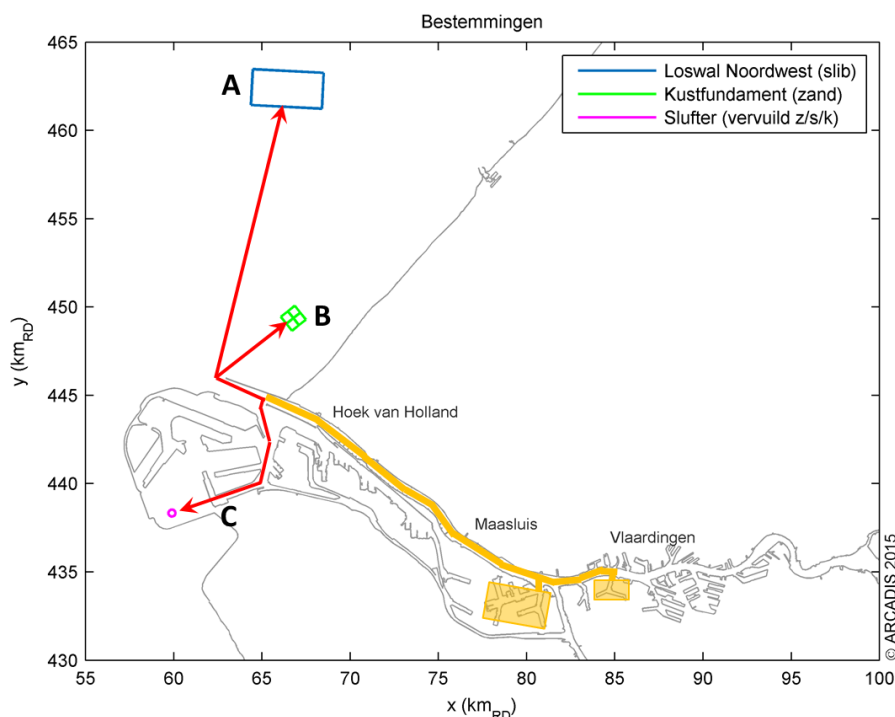 Bestemmingen
465
460
455
450
445
440
435
430
y (km_RD)
A
B
C
Loswal Noordwest (slib)
Kustfundament (zand)
Slufter (vervuild z/s/k)
Hoek van Holland
Maasluis
Vlaardingen
55
60
65
70
75
80
85
90
95
100
x (km_RD)
© ARCADIS 2015